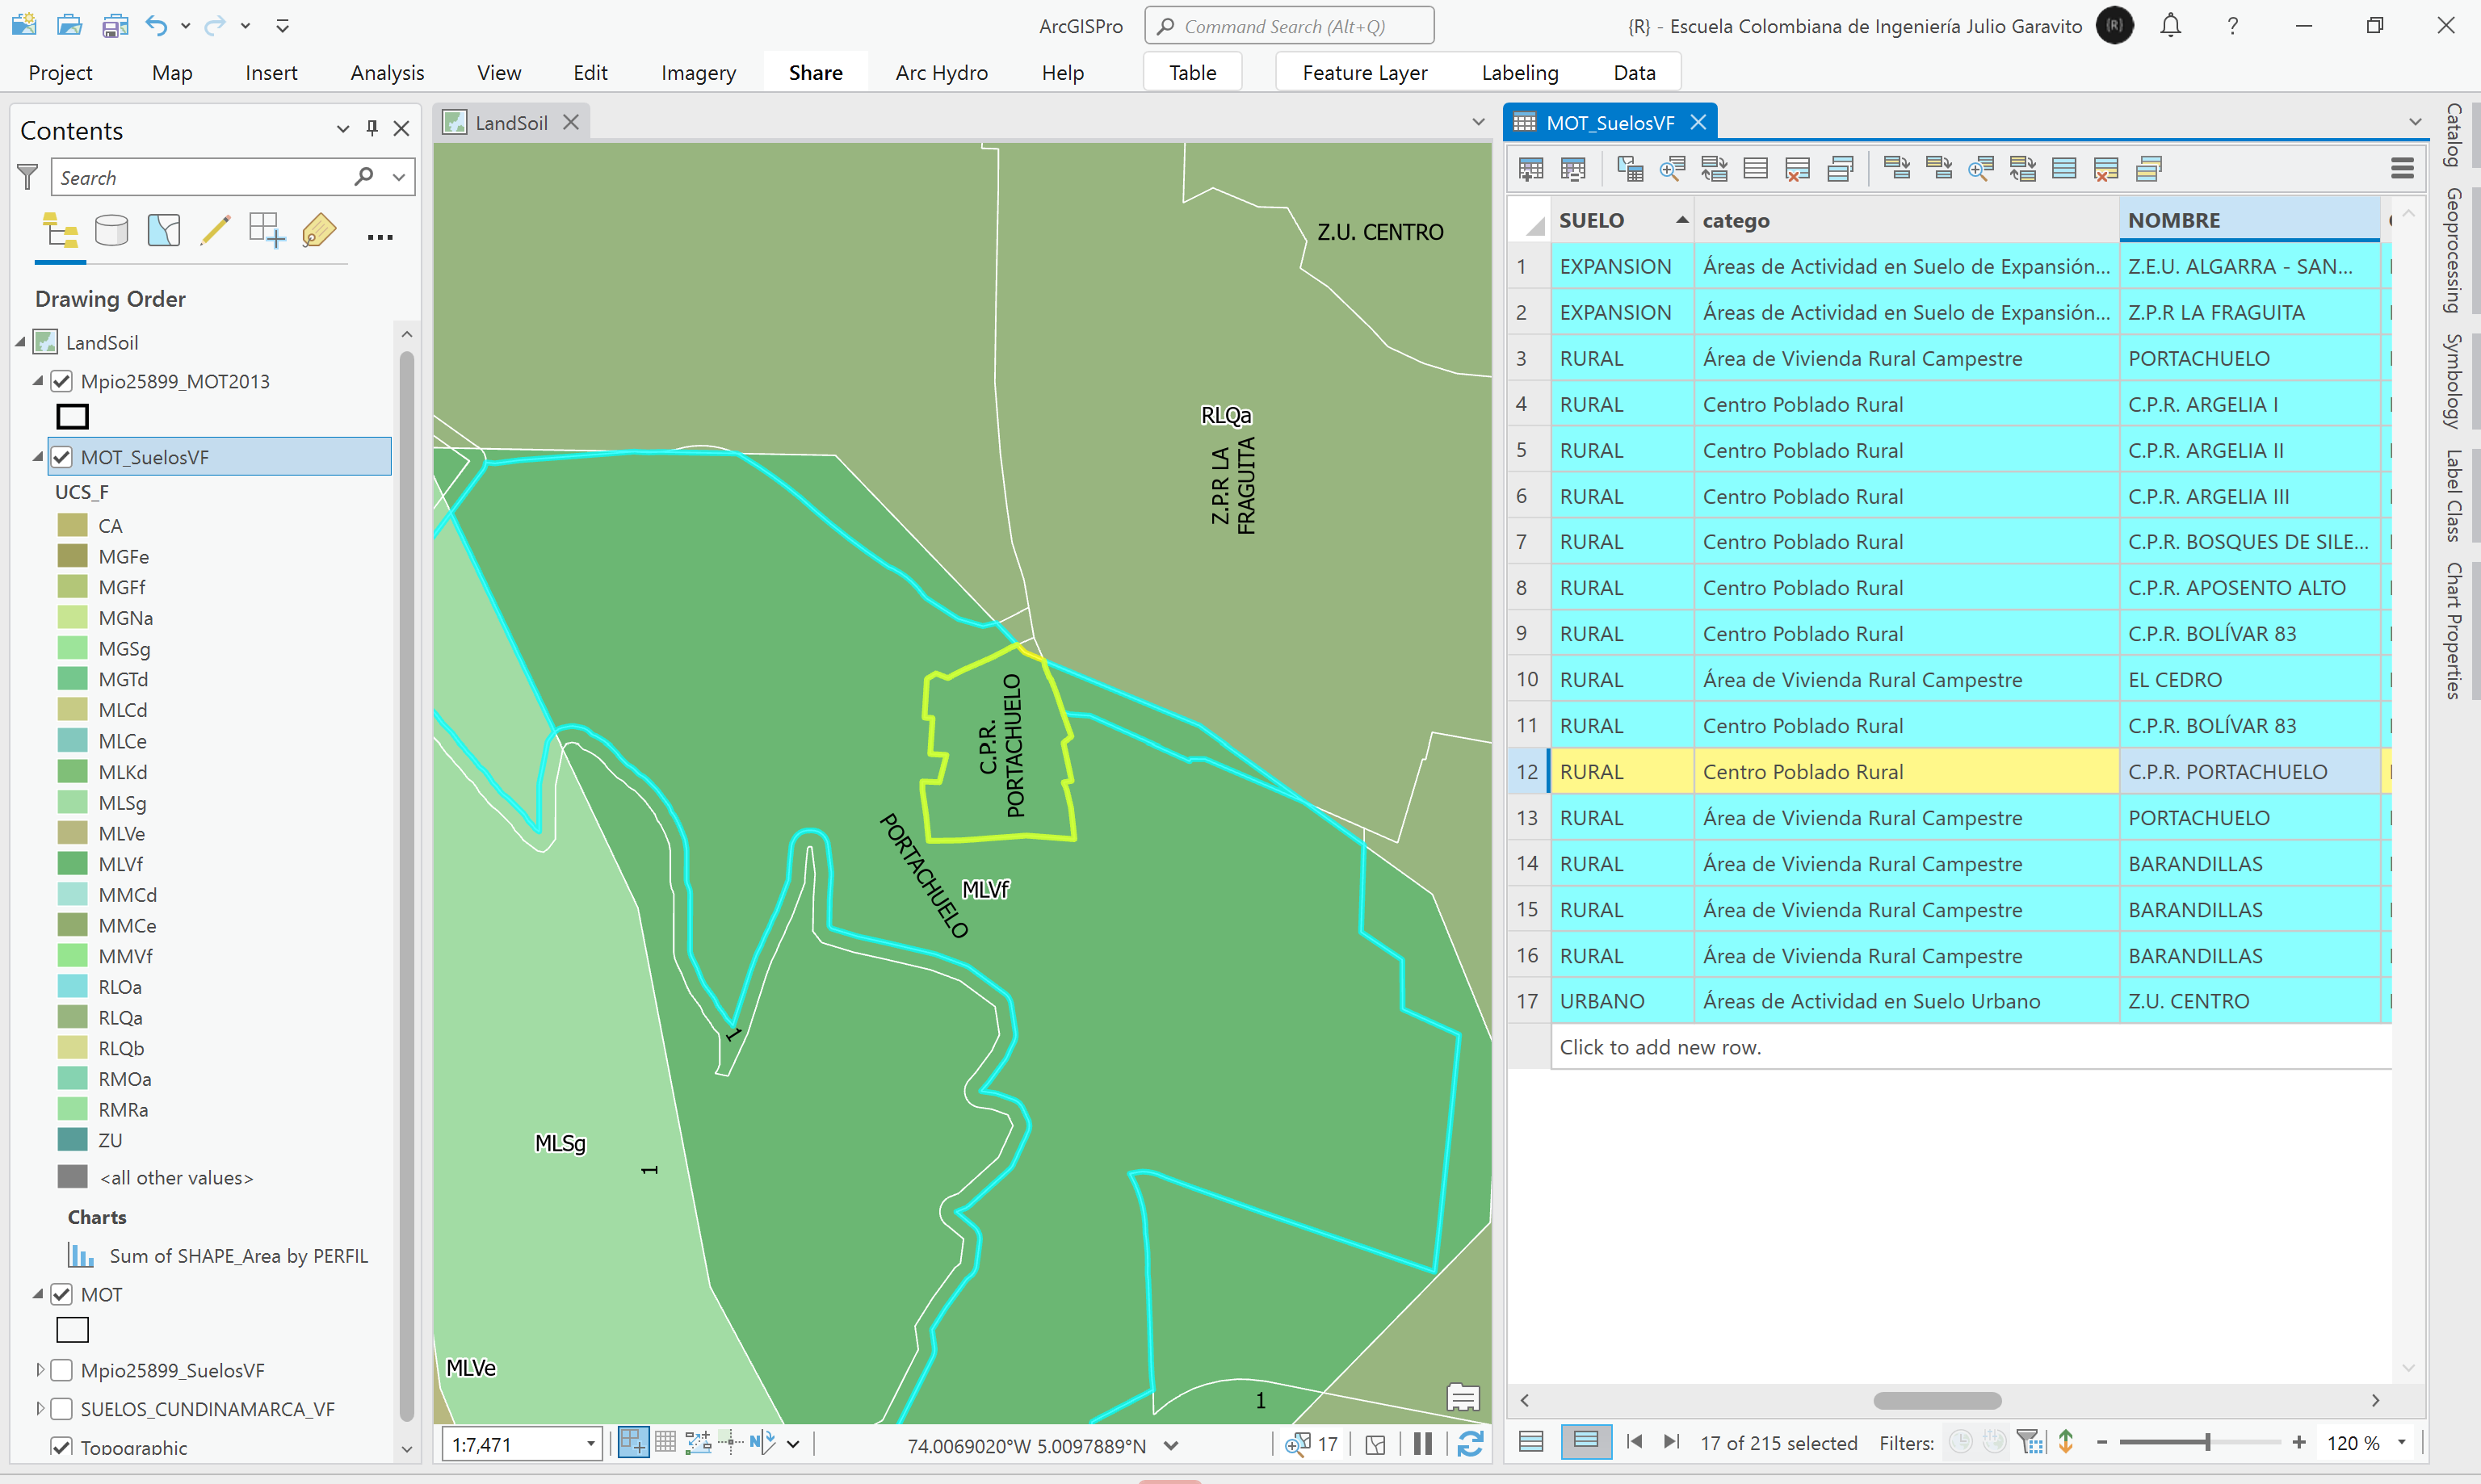 ArcGISPro
Command Search (Alt+Q)
{R} - Escuela Colombiana de Ingeniería Julio Garavito
{R}
?
Project Map Insert Analysis View Edit Imagery Share Arc Hydro Help Table Feature Layer Labeling Data
Contents
Search
Drawing Order
LandSoil
Mpio25899_MOT2013
MOT_SuelosVF
UCS_F
CA
MGFe
MGFf
MGNa
MGSg
MGTd
MLCd
MLCe
MLKd
MLSg
MLVe
MLVf
MMCd
MMCe
MMVf
RLOa
RLQa
RLQb
RMOa
RMRa
ZU
<all other values>
Charts
Sum of SHAPE_Area by PERFIL
MOT
Mpio25899_SuelosVF
SUELOS_CUNDINAMARCA_VF
Topographic
LandSoil
Z.U. CENTRO
RLQa
Z.P.R LA
FRAGUITA
C.P.R.
PORTACHUELO
PORTACHUELO
MLVf
1
MLSg
1
MLVe
1
1:7,471
74.0069020°W 5.0097889°N
17
MOT_SuelosVF
SUELO catego NOMBRE
1 EXPANSION Áreas de Actividad en Suelo de Expansión... Z.E.U. ALGARRA - SAN...
2 EXPANSION Áreas de Actividad en Suelo de Expansión... Z.P.R LA FRAGUITA
3 RURAL Área de Vivienda Rural Campestre PORTACHUELO
4 RURAL Centro Poblado Rural C.P.R. ARGELIA I
5 RURAL Centro Poblado Rural C.P.R. ARGELIA II
6 RURAL Centro Poblado Rural C.P.R. ARGELIA III
7 RURAL Centro Poblado Rural C.P.R. BOSQUES DE SILE...
8 RURAL Centro Poblado Rural C.P.R. APOSENTO ALTO
9 RURAL Centro Poblado Rural C.P.R. BOLÍVAR 83
10 RURAL Área de Vivienda Rural Campestre EL CEDRO
11 RURAL Centro Poblado Rural C.P.R. BOLÍVAR 83
12 RURAL Centro Poblado Rural C.P.R. PORTACHUELO
13 RURAL Área de Vivienda Rural Campestre PORTACHUELO
14 RURAL Área de Vivienda Rural Campestre BARANDILLAS
15 RURAL Área de Vivienda Rural Campestre BARANDILLAS
16 RURAL Área de Vivienda Rural Campestre BARANDILLAS
17 URBANO Áreas de Actividad en Suelo Urbano Z.U. CENTRO
Click to add new row.
17 of 215 selected
Filters:
120 %
Catalog
Geoprocessing
Symbology
Label Class
Chart Properties